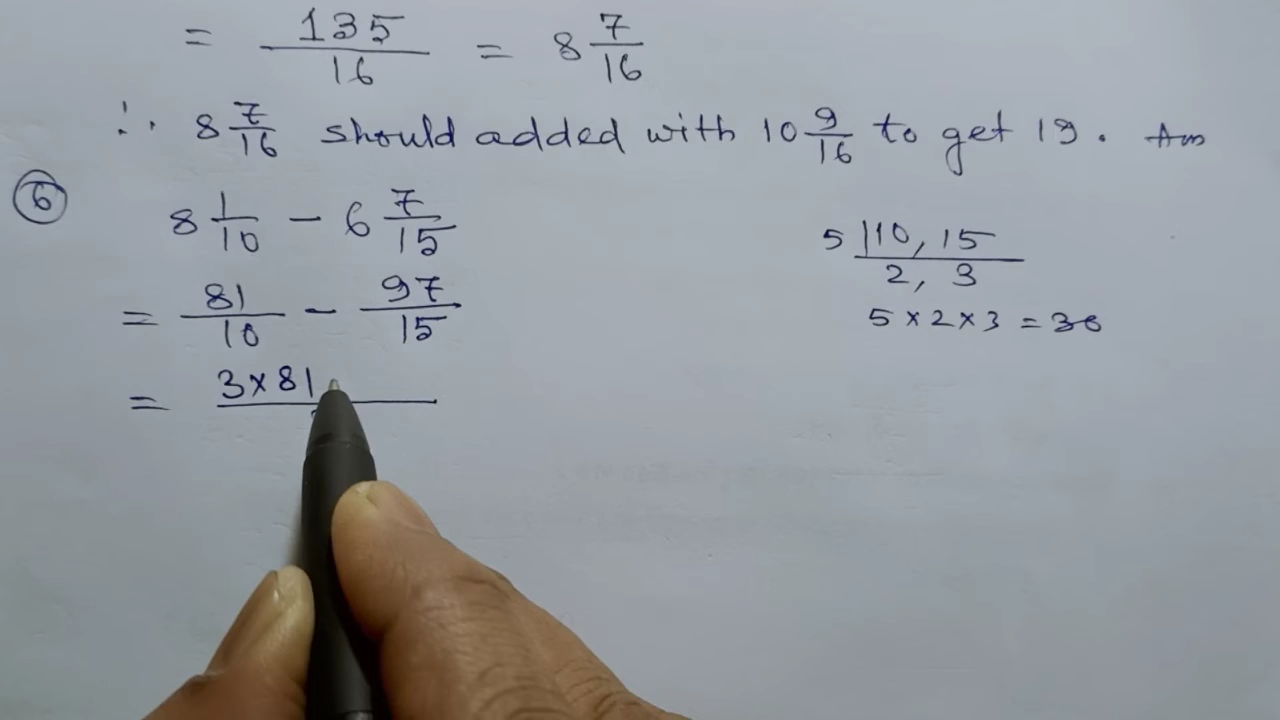 = 135/16 = 8 7/16
∴ 8 7/16 should added with 10 9/16 to get 19. Ans
⑥ 8 1/10 - 6 7/15
= 81/10 - 97/15
= 3×81
5 | 10, 15
2, 3
5×2×3 = 30